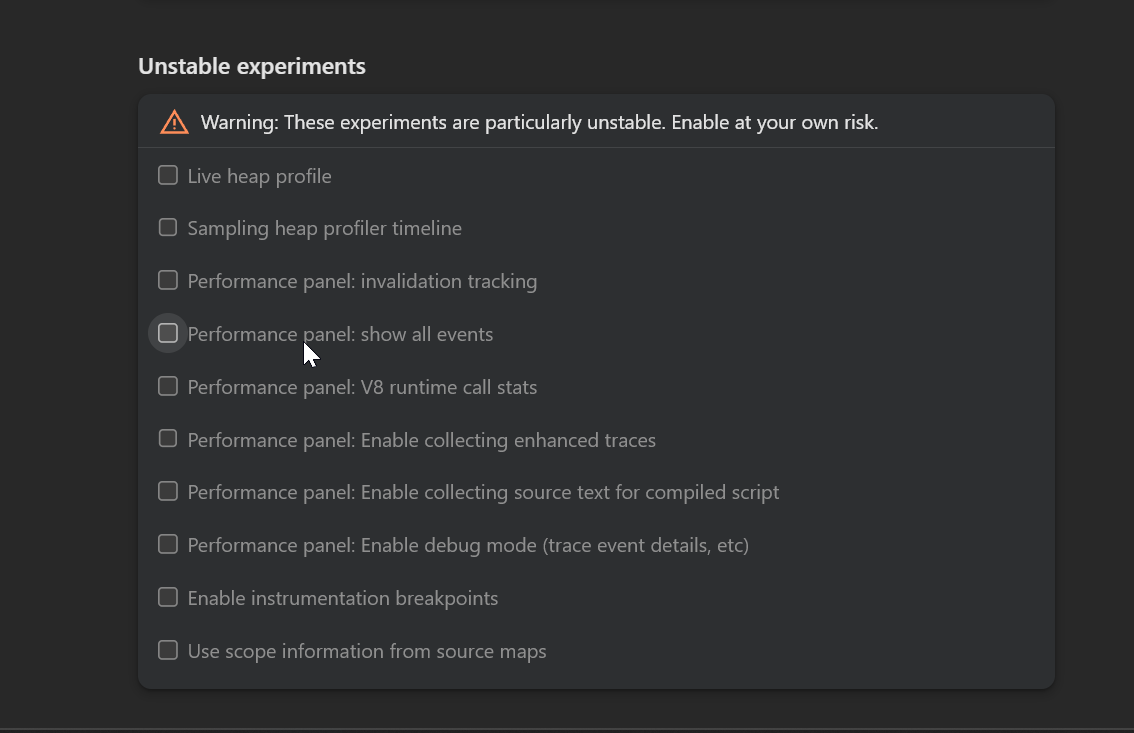 Unstable experiments
Warning: These experiments are particularly unstable. Enable at your own risk.
Live heap profile
Sampling heap profiler timeline
Performance panel: invalidation tracking
Performance panel: show all events
Performance panel: V8 runtime call stats
Performance panel: Enable collecting enhanced traces
Performance panel: Enable collecting source text for compiled script
Performance panel: Enable debug mode (trace event details, etc)
Enable instrumentation breakpoints
Use scope information from source maps